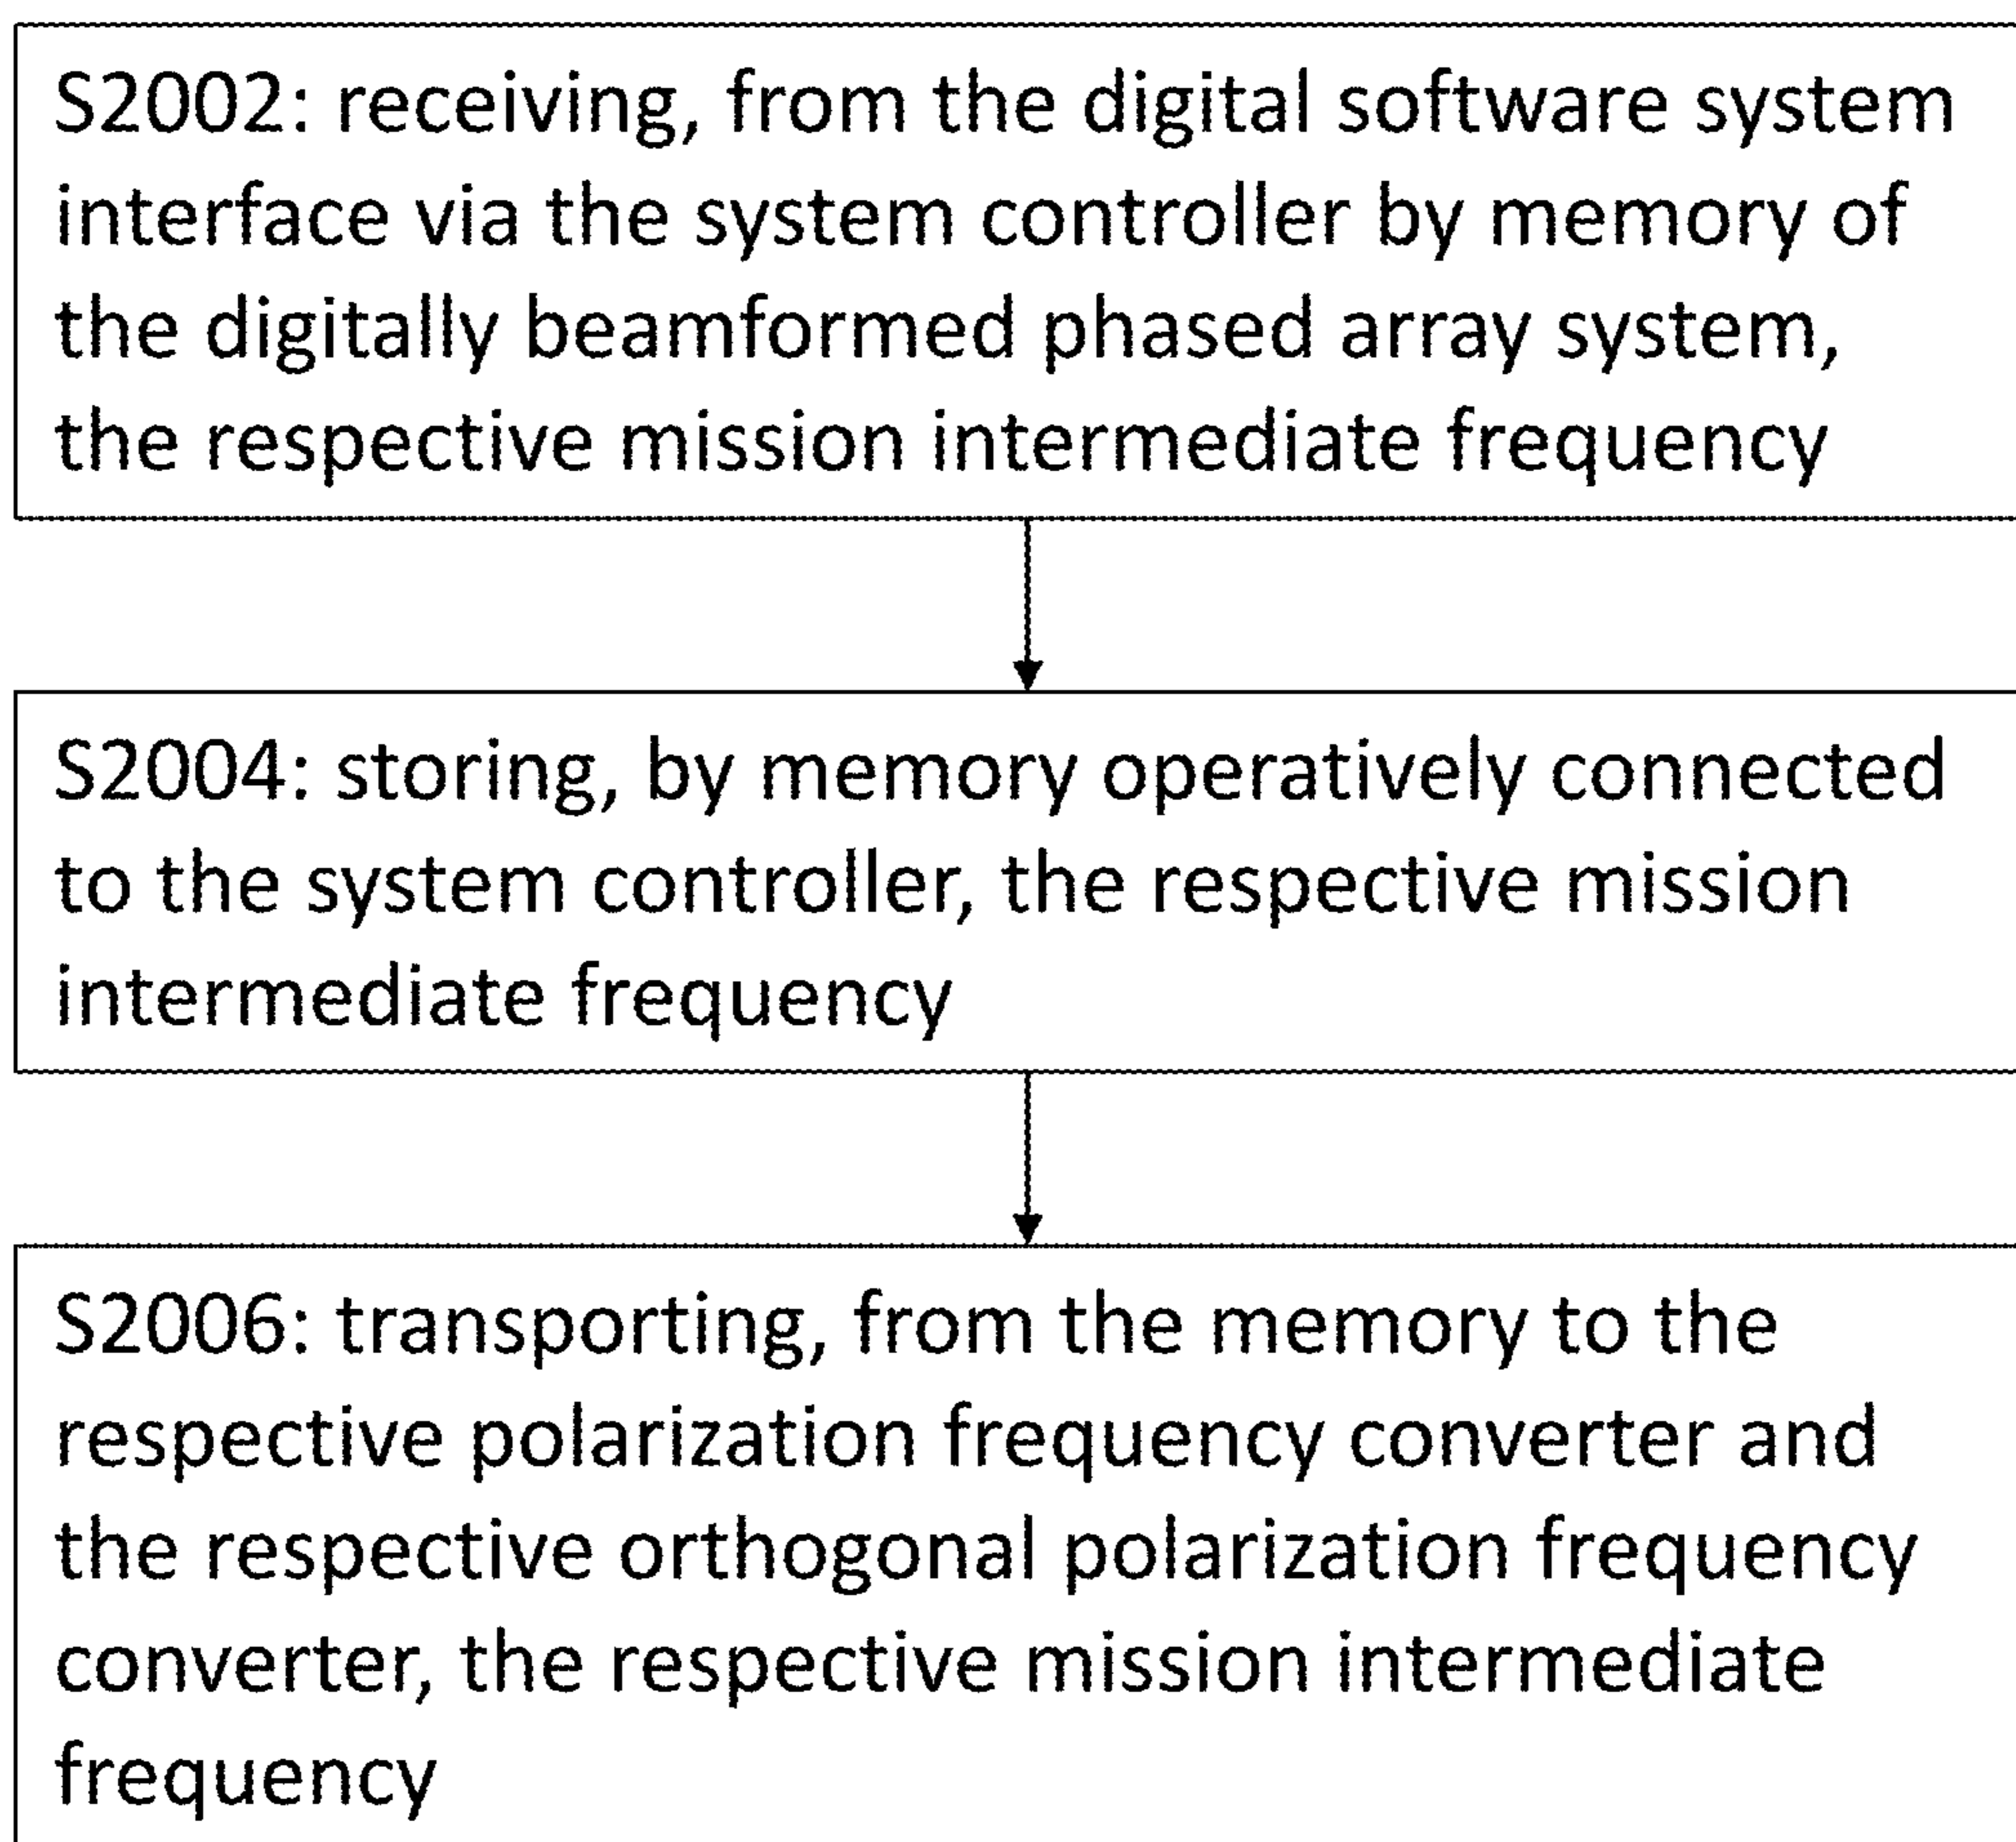 S2002: receiving, from the digital software system
interface via the system controller by memory of
the digitally beamformed phased array system,
the respective mission intermediate frequency
S2004: storing, by memory operatively connected
to the system controller, the respective mission
intermediate frequency
S2006: transporting, from the memory to the
respective polarization frequency converter and
the respective orthogonal polarization frequency
converter, the respective mission intermediate
frequency